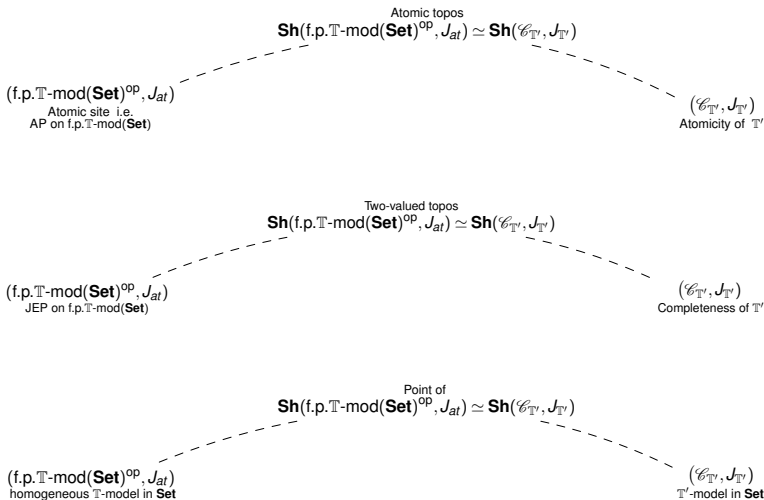 Atomic topos
Sh(f.p.𝕋-mod(Set)^op, J_at) ≃ Sh(𝒞_𝕋′, J_𝕋′)
(f.p.𝕋-mod(Set)^op, J_at)
Atomic site i.e.
AP on f.p.𝕋-mod(Set)
(𝒞_𝕋′, J_𝕋′)
Atomicity of 𝕋′
Two-valued topos
Sh(f.p.𝕋-mod(Set)^op, J_at) ≃ Sh(𝒞_𝕋′, J_𝕋′)
(f.p.𝕋-mod(Set)^op, J_at)
JEP on f.p.𝕋-mod(Set)
(𝒞_𝕋′, J_𝕋′)
Completeness of 𝕋′
Point of
Sh(f.p.𝕋-mod(Set)^op, J_at) ≃ Sh(𝒞_𝕋′, J_𝕋′)
(f.p.𝕋-mod(Set)^op, J_at)
homogeneous 𝕋-model in Set
(𝒞_𝕋′, J_𝕋′)
𝕋′-model in Set